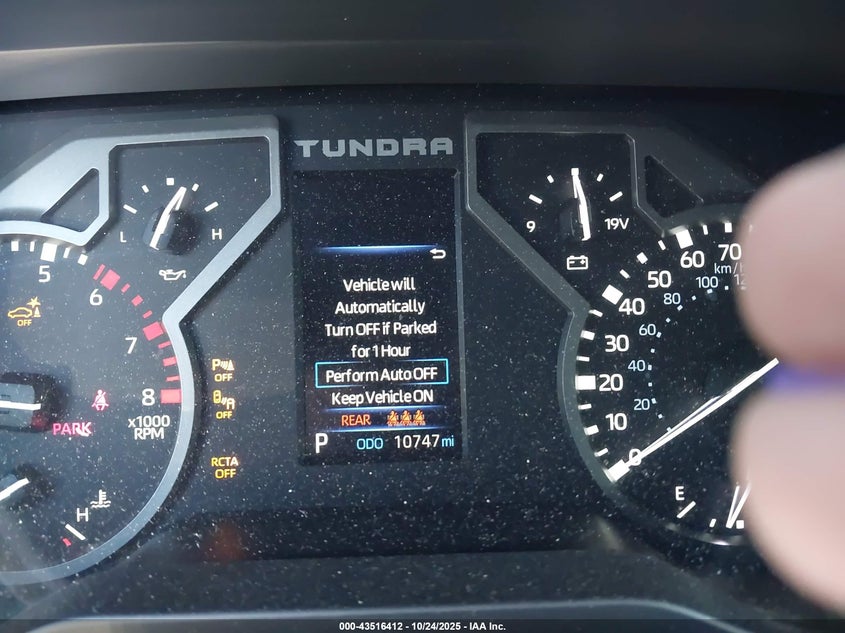 TUNDRA
L
H
9
19V
5
6
7
8
x1000
RPM
OFF
PARK
H
P
OFF
OFF
RCTA
OFF
Vehicle will
Automatically
Turn OFF if Parked
for 1 Hour
Perform Auto OFF
Keep Vehicle ON
REAR
P ODO 10747 mi
70
60
50
40
30
20
10
0
km/h
100
80
60
40
20
E
000-43516412 - 10/24/2025 - IAA Inc.